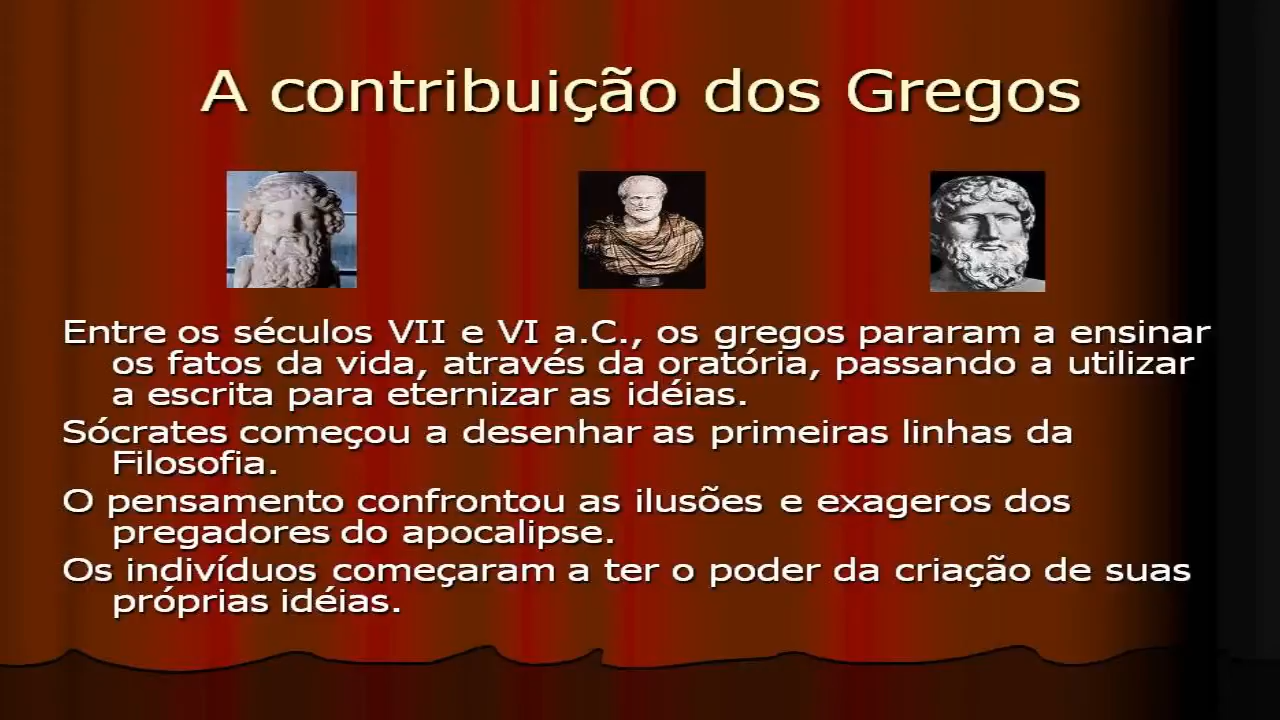 A contribuição dos Gregos
Entre os séculos VII e VI a.C., os gregos pararam a ensinar
os fatos da vida, através da oratória, passando a utilizar
a escrita para eternizar as idéias.
Sócrates começou a desenhar as primeiras linhas da
Filosofia.
O pensamento confrontou as ilusões e exageros dos
pregadores do apocalipse.
Os indivíduos começaram a ter o poder da criação de suas
próprias idéias.